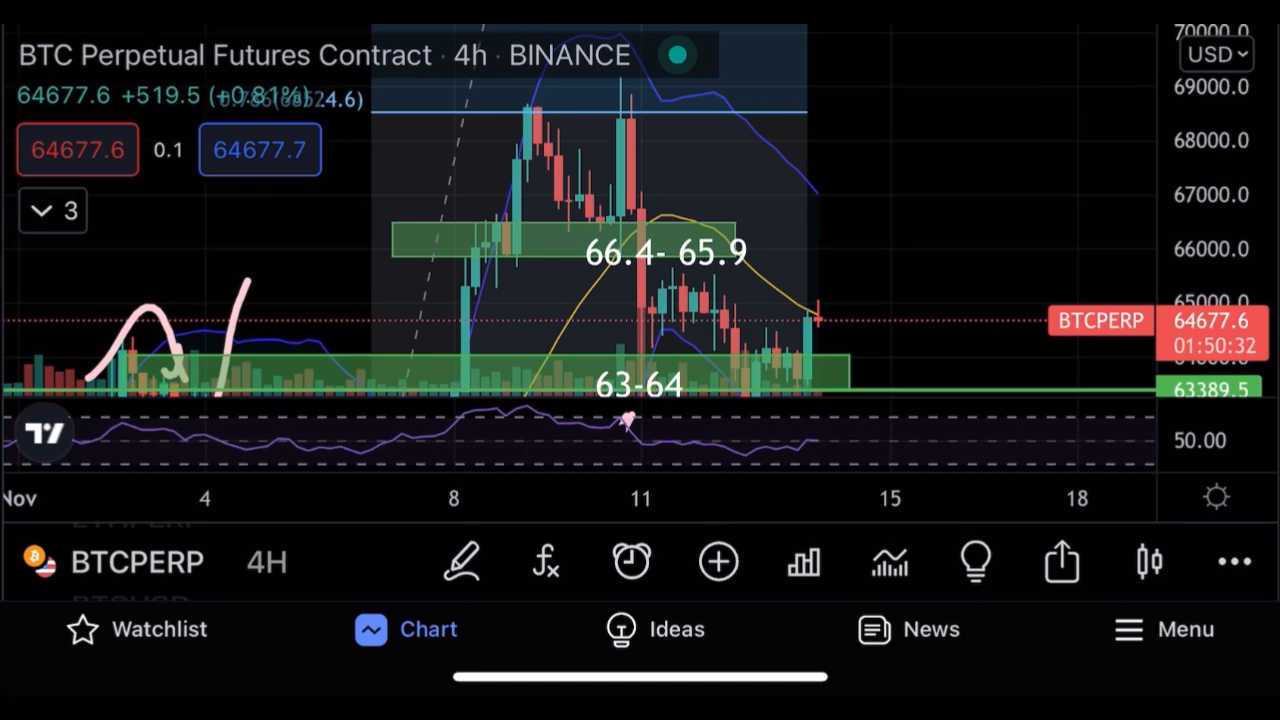 70000.0
BTC Perpetual Futures Contract · 4h · BINANCE
USD
64677.6 +519.5 (+0.81%)
69000.0
64677.6 0.1 64677.7
68000.0
3
67000.0
66.4- 65.9
66000.0
65000.0
BTCPERP 64677.6
01:50:32
63-64
63389.5
50.00
Nov 4 8 11 15 18
BTCPERP 4H
Watchlist Chart Ideas News Menu